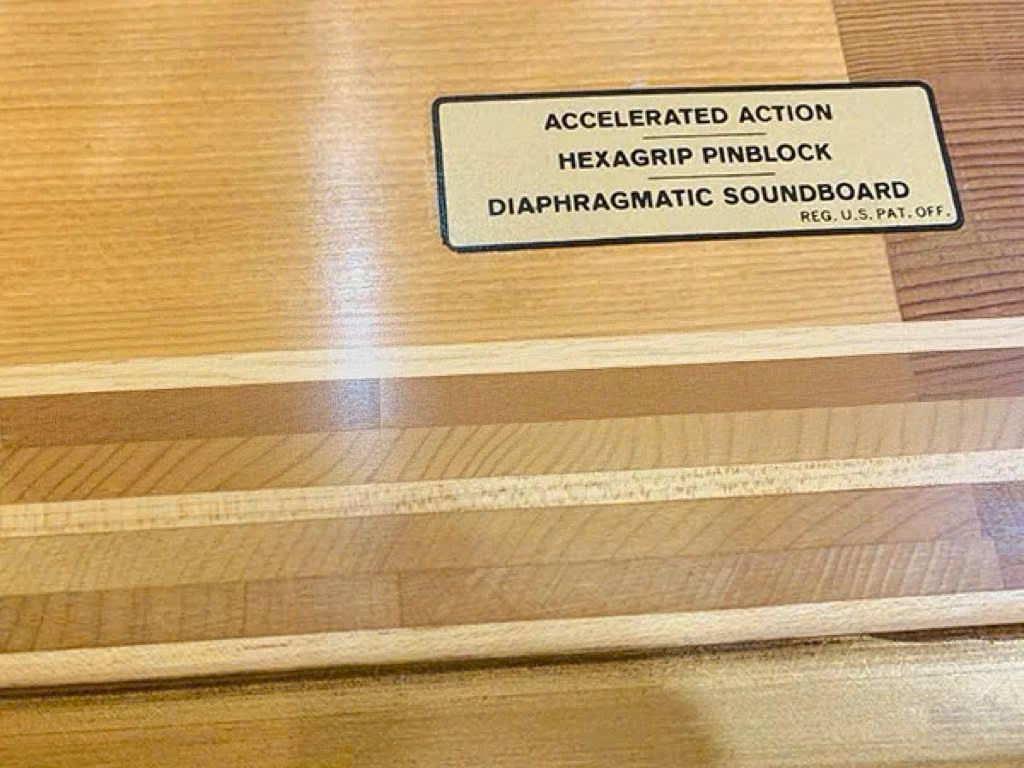 ACCELERATED ACTION
HEXAGRIP PINBLOCK
DIAPHRAGMATIC SOUNDBOARD
REG. U.S. PAT. OFF.